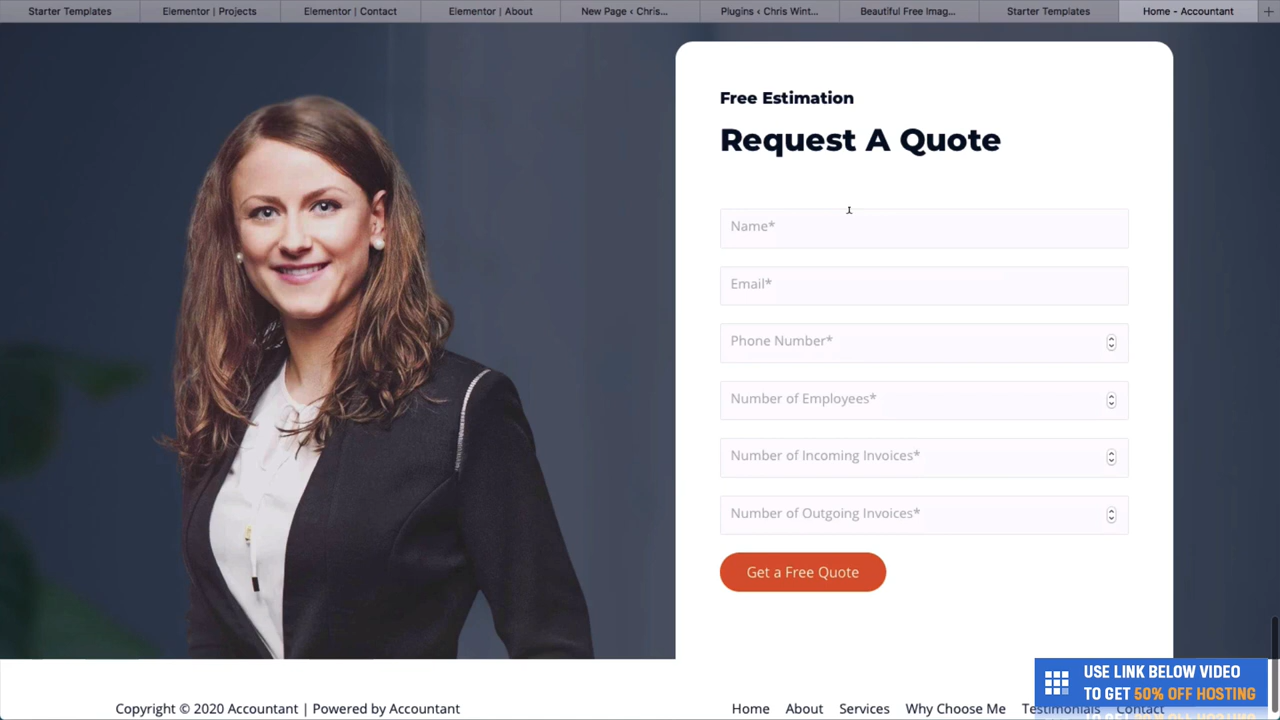 Starter Templates
Elementor | Projects
Elementor | Contact
Elementor | About
New Page ‹ Chris...
Plugins ‹ Chris Wint...
Beautiful Free Imag...
Starter Templates
Home - Accountant
Free Estimation
Request A Quote
Name*
Email*
Phone Number*
Number of Employees*
Number of Incoming Invoices*
Number of Outgoing Invoices*
Get a Free Quote
USE LINK BELOW VIDEO
TO GET 50% OFF HOSTING
Copyright © 2020 Accountant | Powered by Accountant
Home About Services Why Choose Me Testimonials Contact